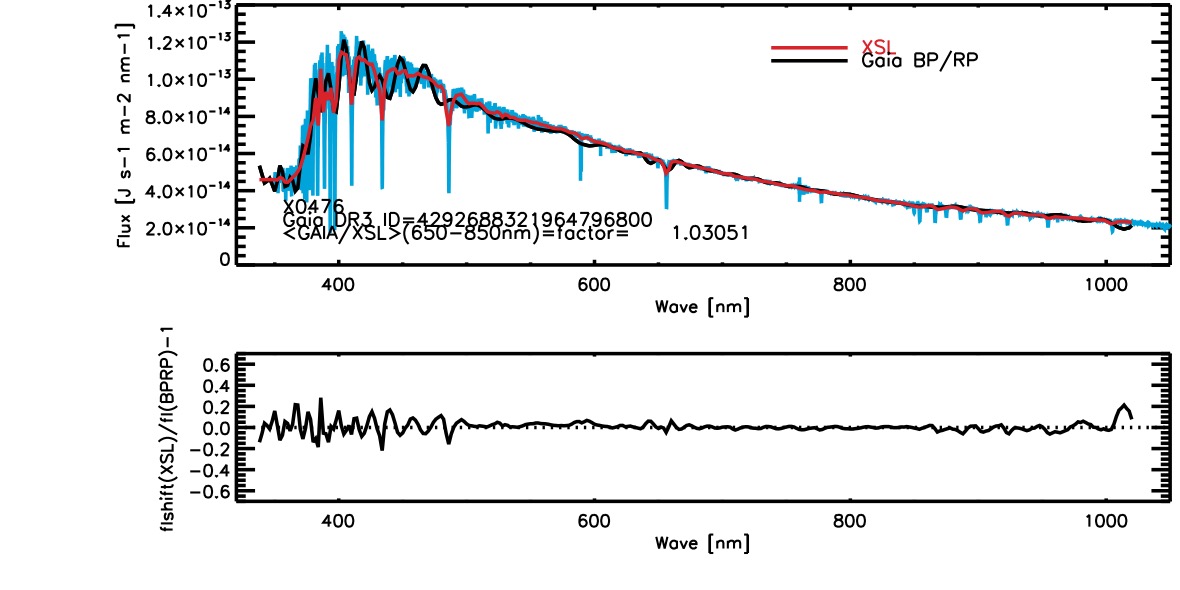 1.4×10−13
1.2×10−13
1.0×10−13
8.0×10−14
6.0×10−14
4.0×10−14
2.0×10−14
0
Flux [J s−1 m−2 nm−1]
XSL
Gaia BP/RP
X0476
Gaia DR3 ID=4292688321964796800
<GAIA/XSL>(650−850nm)=factor= 1.03051
400 600 800 1000
Wave [nm]
flshift(XSL)/fl(BPRP)−1
0.6
0.4
0.2
0.0
−0.2
−0.4
−0.6
400 600 800 1000
Wave [nm]